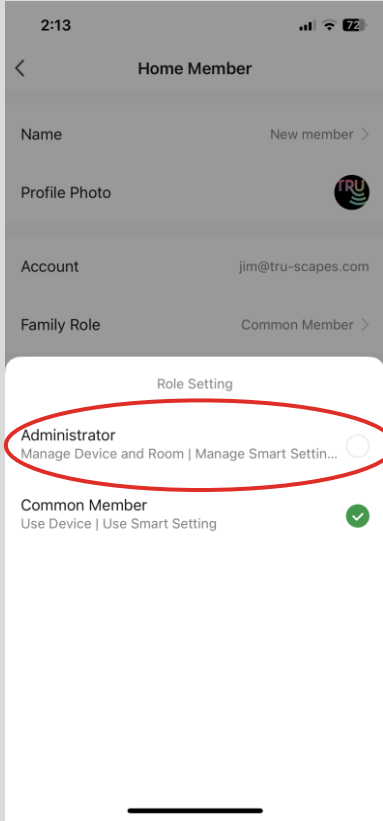 2:13
72
Home Member
Name
New member
Profile Photo
TRU
Account
jim@tru-scapes.com
Family Role
Common Member
Role Setting
Administrator
Manage Device and Room | Manage Smart Settin...
Common Member
Use Device | Use Smart Setting